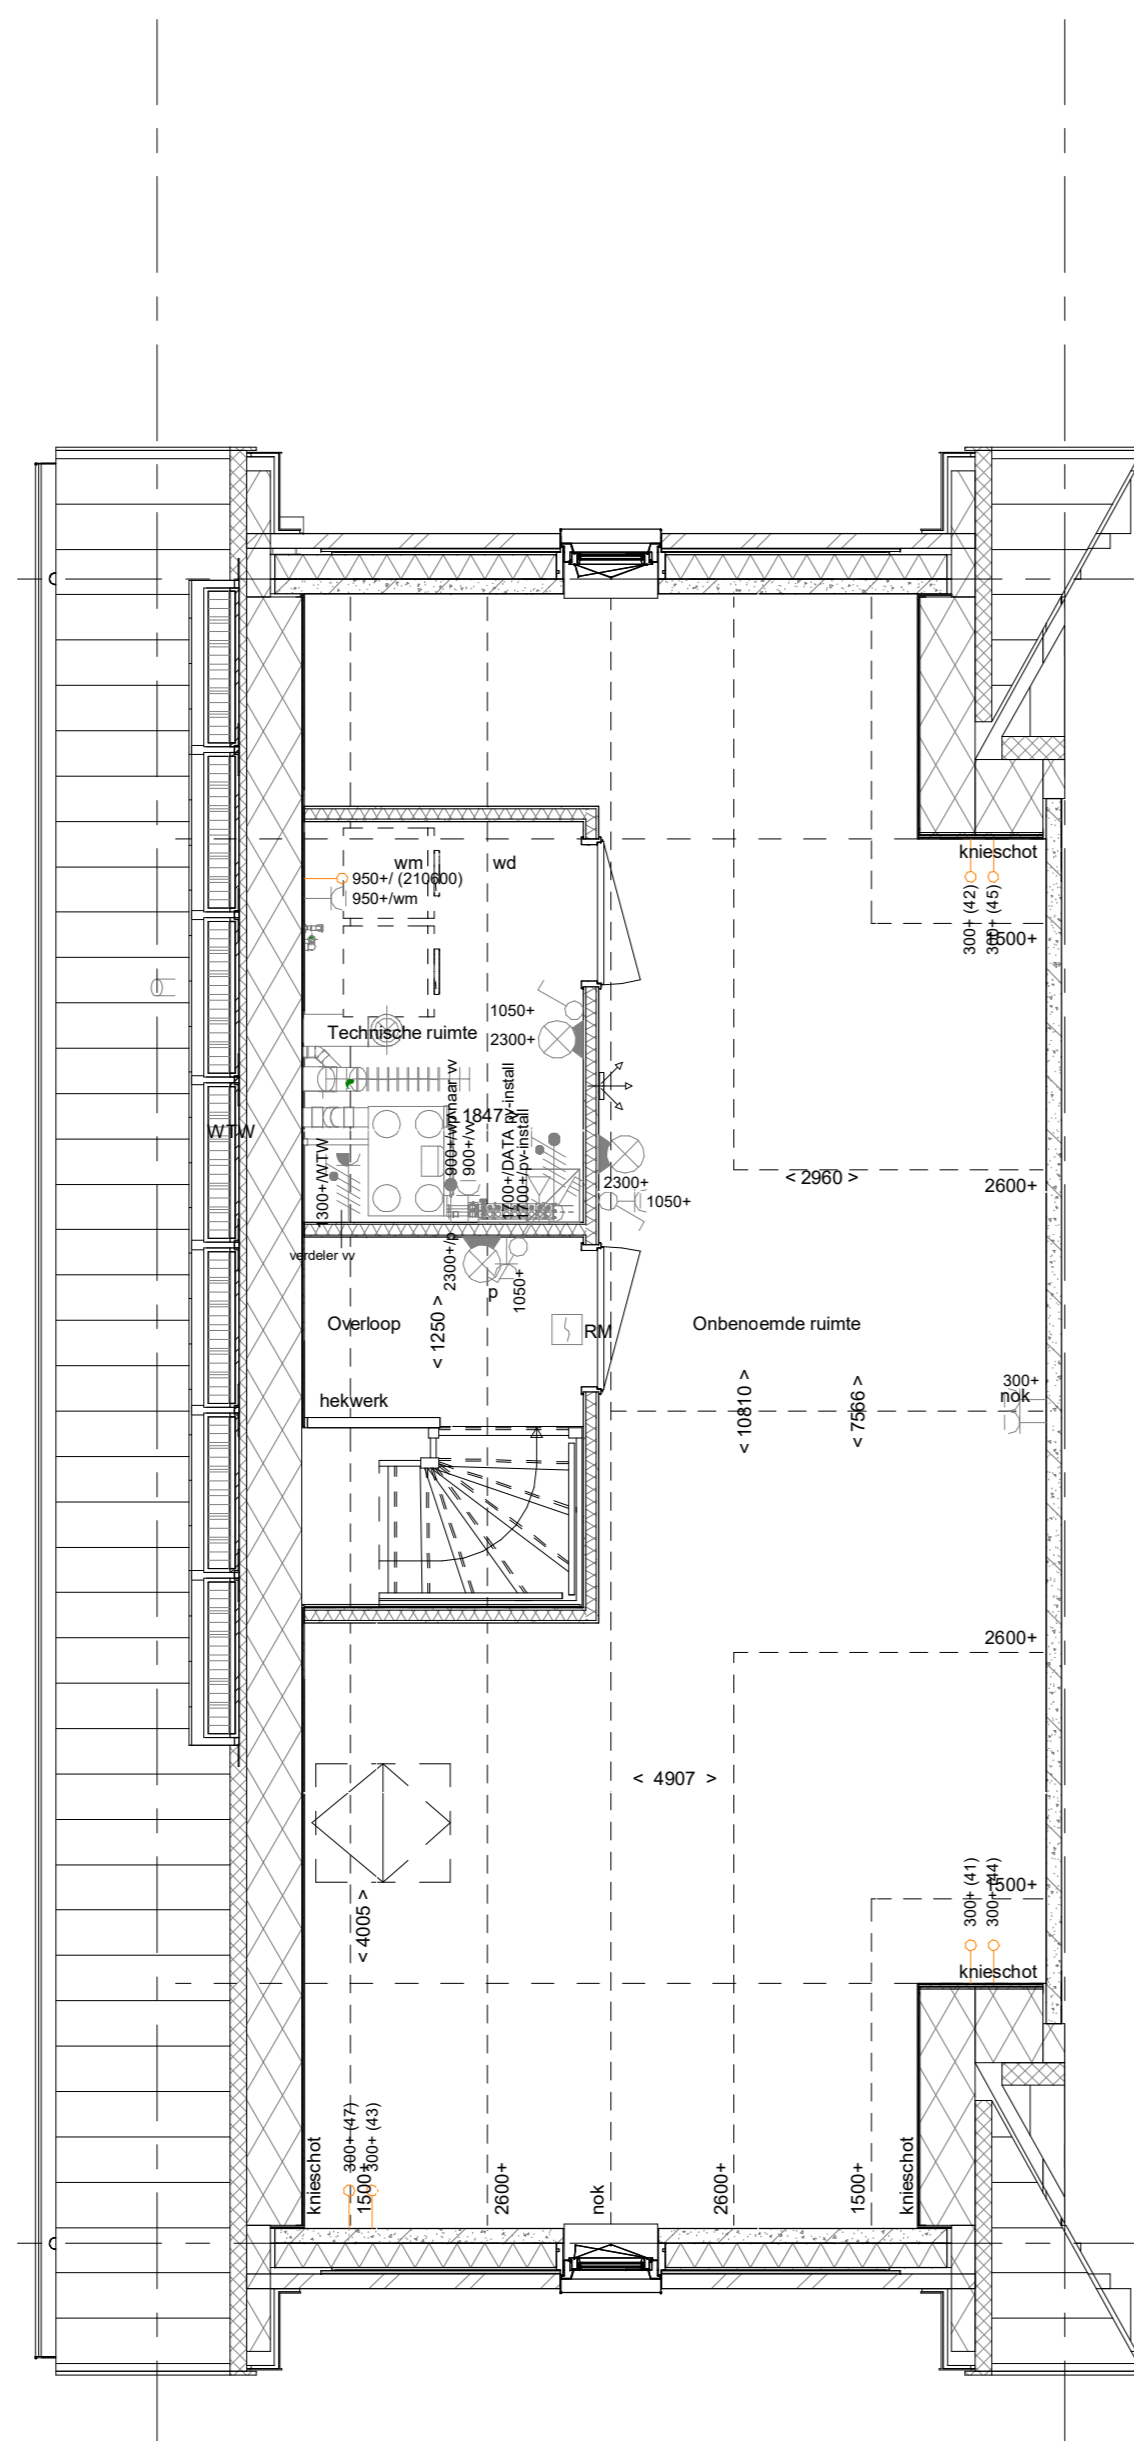 knieschot
wm
wd
950+/ (210600)
950+/wm
300+ (42)
300+ (45)
1500+
1050+
Technische ruimte
2300+
< 1847 >
WTW
900+/wp naar vv
900+/w
1700+/DATA pv-install
1700+/pv-install
1300+/WTW
< 2960 >
2600+
2300+
1050+
verdeler vv
2300+/p
p
1050+
Overloop
< 1250 >
RM
Onbenoemde ruimte
300+
nok
hekwerk
< 10810 >
< 7566 >
2600+
< 4907 >
300+ (41)
300+ (44)
1500+
< 4005 >
knieschot
300+ (47)
300+ (43)
knieschot
1500+
2600+
nok
2600+
1500+
knieschot